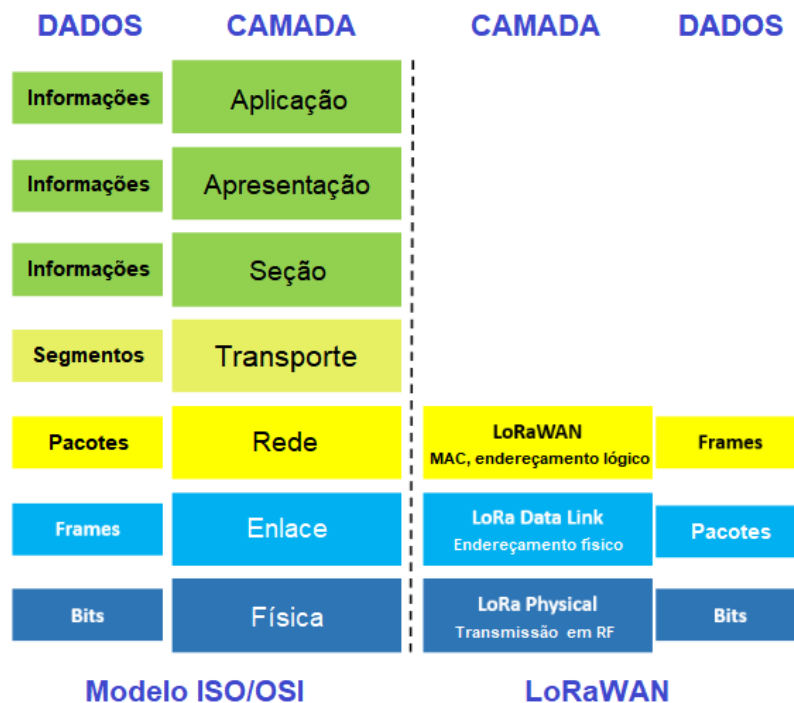 DADOS CAMADA CAMADA DADOS
Informações Aplicação
Informações Apresentação
Informações Seção
Segmentos Transporte
Pacotes Rede
LoRaWAN
MAC, endereçamento lógico
Frames
Frames Enlace
LoRa Data Link
Endereçamento físico
Pacotes
Bits Física
LoRa Physical
Transmissão em RF
Bits
Modelo ISO/OSI LoRaWAN